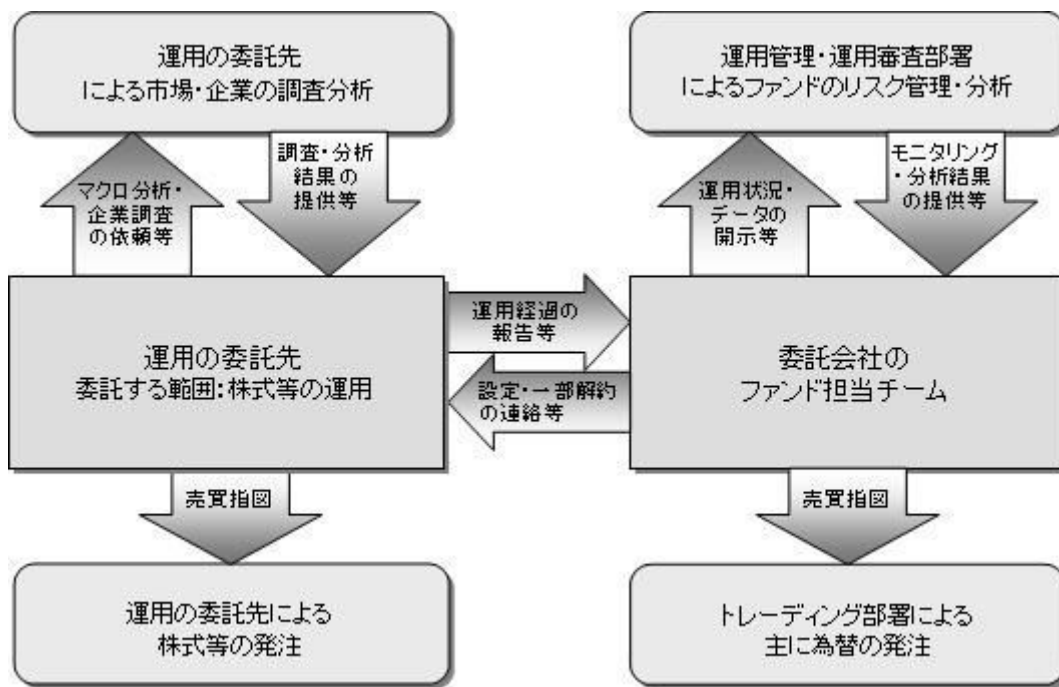 運用の委託先
による市場・企業の調査分析
運用管理・運用審査部署
によるファンドのリスク管理・分析
マクロ分析・
企業調査
の依頼等
調査・分析
結果の
提供等
運用状況・
データの
開示等
モニタリング
・分析結果
の提供等
運用の委託先
委託する範囲:株式等の運用
運用経過の
報告等
設定・一部解約
の連絡等
委託会社の
ファンド担当チーム
売買指図
売買指図
運用の委託先による
株式等の発注
トレーディング部署による
主に為替の発注